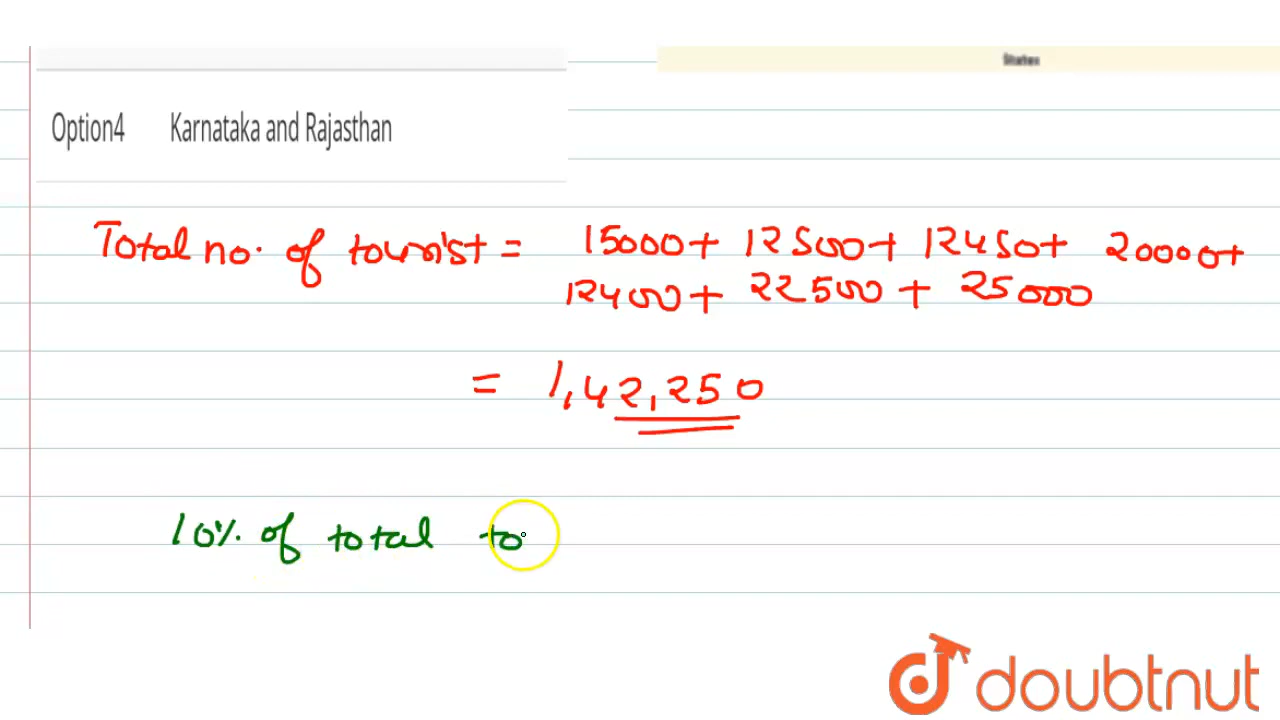 States
Option4 Karnataka and Rajasthan
Total no. of tourist = 15000+ 12500+ 12450+ 20000+
12400+ 22500 + 25000
= 1,42,250
10% of total to
doubtnut